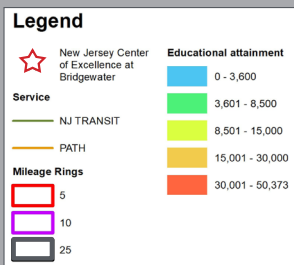 Legend
New Jersey Center
of Excellence at
Bridgewater
Service
NJ TRANSIT
PATH
Mileage Rings
5
10
25
Educational attainment
0 - 3,600
3,601 - 8,500
8,501 - 15,000
15,001 - 30,000
30,001 - 50,373